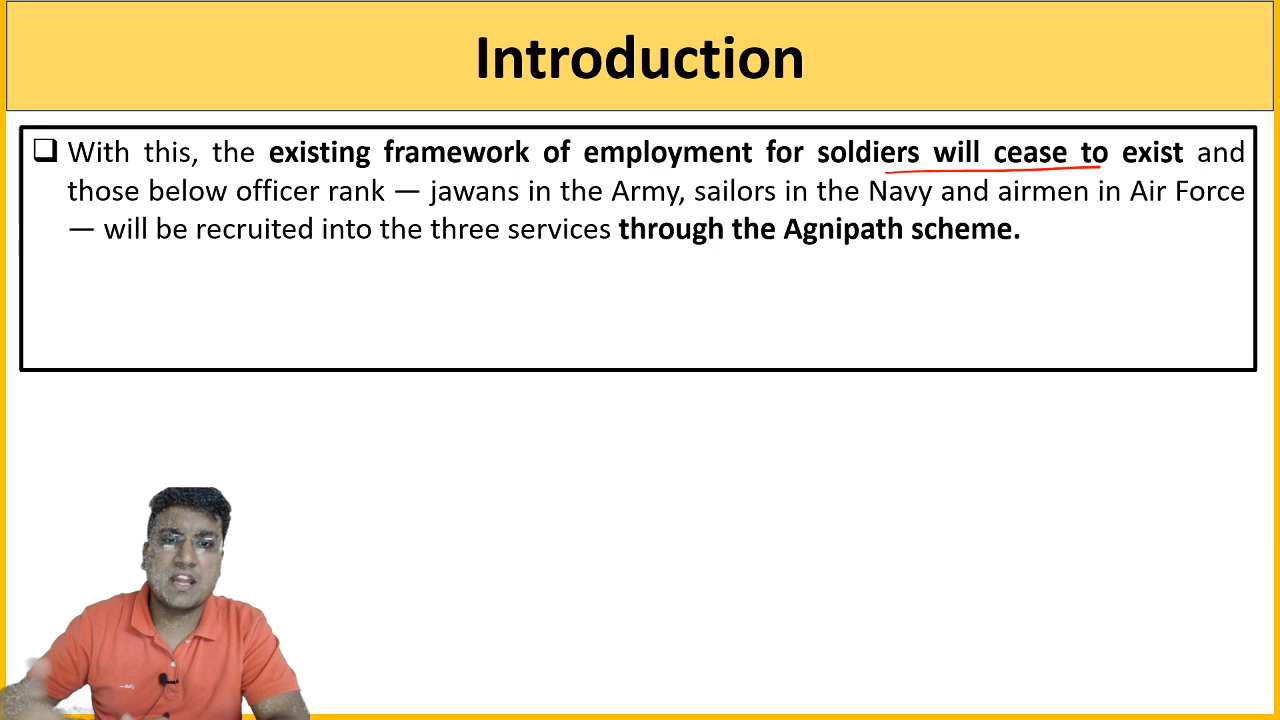 Introduction
With this, the existing framework of employment for soldiers will cease to exist and
those below officer rank — jawans in the Army, sailors in the Navy and airmen in Air Force
— will be recruited into the three services through the Agnipath scheme.